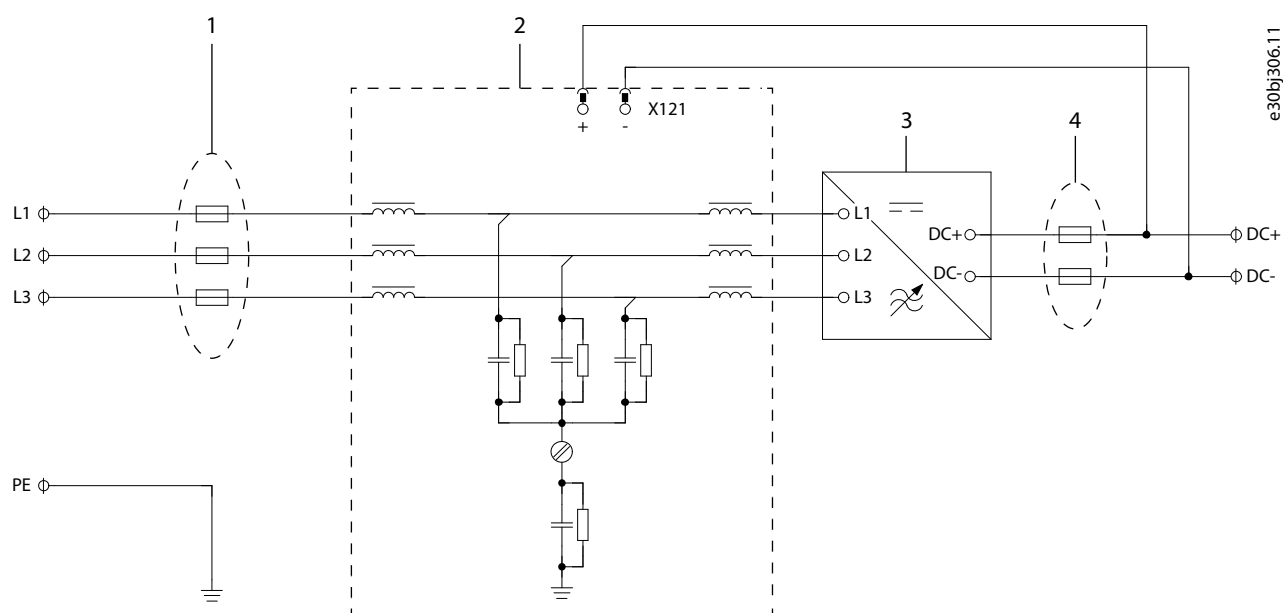 1
2
3
4
e30bj306.11
X121
+ -
L1
L2
L3
L1
L2
L3
DC+
DC-
DC+
DC-
PE